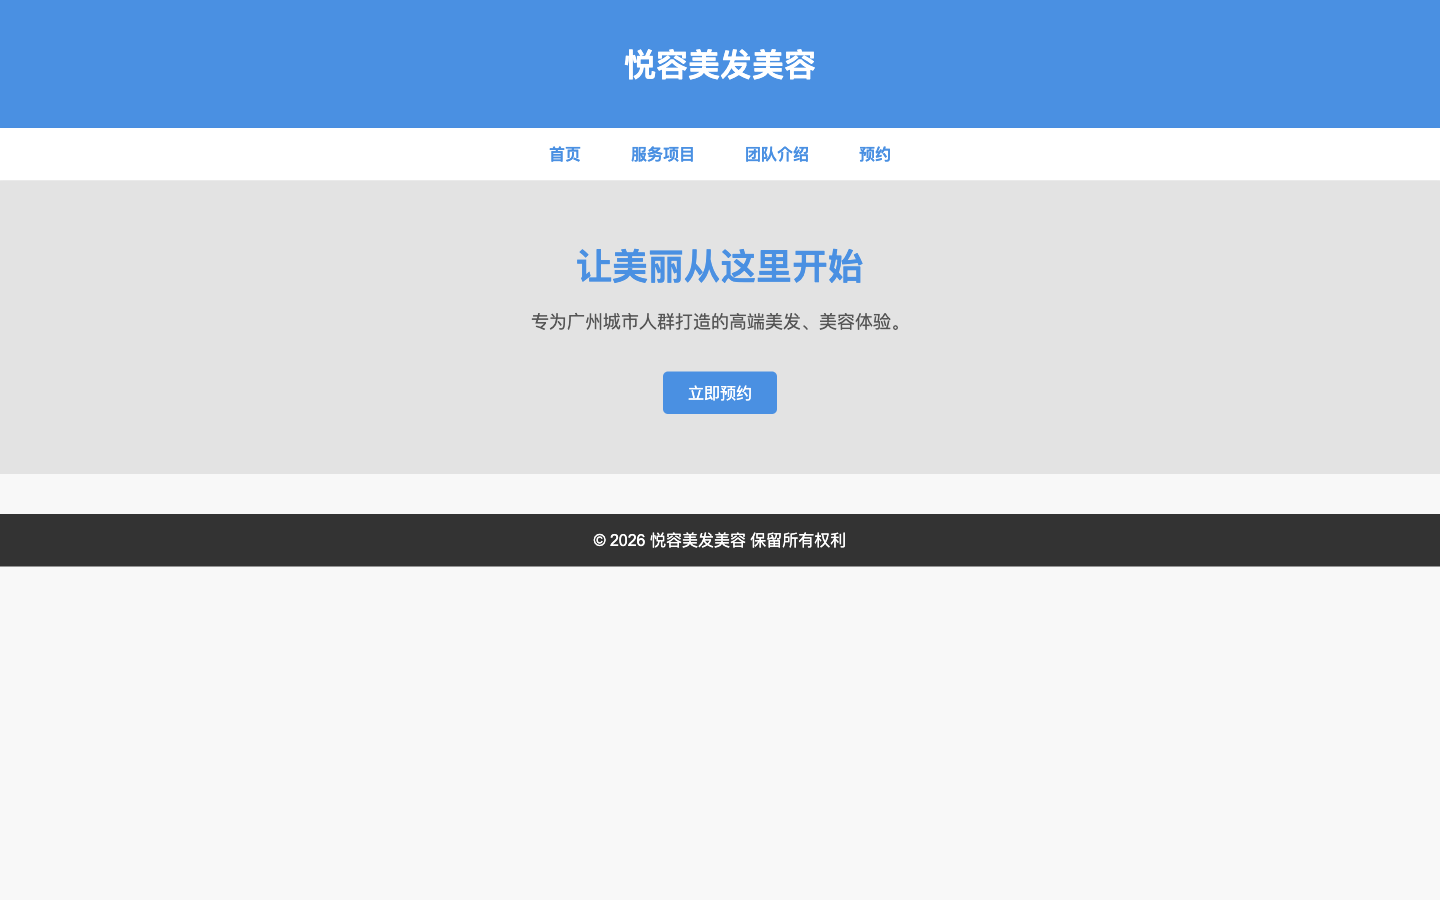 悦容美发美容
首页 服务项目 团队介绍 预约
让美丽从这里开始
专为广州城市人群打造的高端美发、美容体验。
立即预约
© 2026 悦容美发美容 保留所有权利